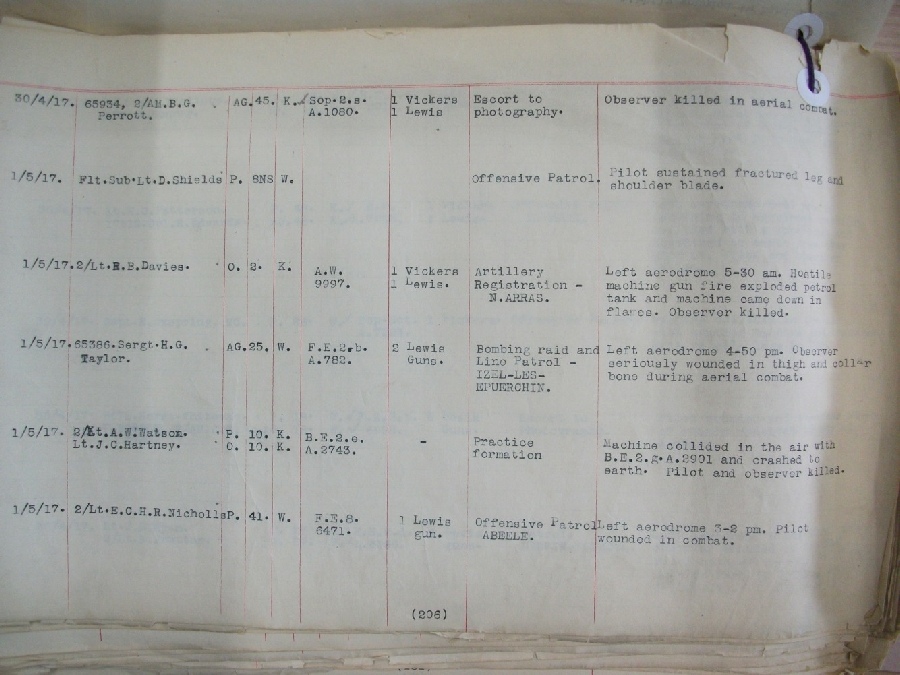 30/4/17. 65934, 2/AM.B.G. AG. 45. K. Sop.2.s. 1 Vickers Escort to Observer killed in aerial combat.
Perrott. A.1080. 1 Lewis photography.
1/5/17. Flt.Sub.Lt.D.Shields P. 8NS W. Offensive Patrol. Pilot sustained fractured leg and
shoulder blade.
1/5/17. 2/Lt.R.E.Davies. O. 2. K. A.W. 1 Vickers Artillery Left aerodrome 5-30 am. Hostile
9997. 1 Lewis. Registration - machine gun fire exploded petrol
N.ARRAS. tank and machine came down in
flames. Observer killed.
1/5/17. 65386.Sergt.H.G. AG. 25. W. F.E.2.b. 2 Lewis Bombing raid and Left aerodrome 4-50 pm. Observer
Taylor. A.782. Guns. Line Patrol - seriously wounded in thigh and collar
IZEL-LES- bone during aerial combat.
EPUERCHIN.
1/5/17. 2/Lt.A.W.Watson. P. 10. K. B.E.2.e. - Practice Machine collided in the air with
Lt.J.C.Hartney. O. 10. K. A.2743. formation B.E.2.g.A.2901 and crashed to
earth. Pilot and observer killed.
1/5/17. 2/Lt.E.C.H.R.Nicholls P. 41. W. F.E.8. 1 Lewis Offensive Patrol Left aerodrome 3-2 pm. Pilot
6471. gun. ABEELE. wounded in combat.
(206)